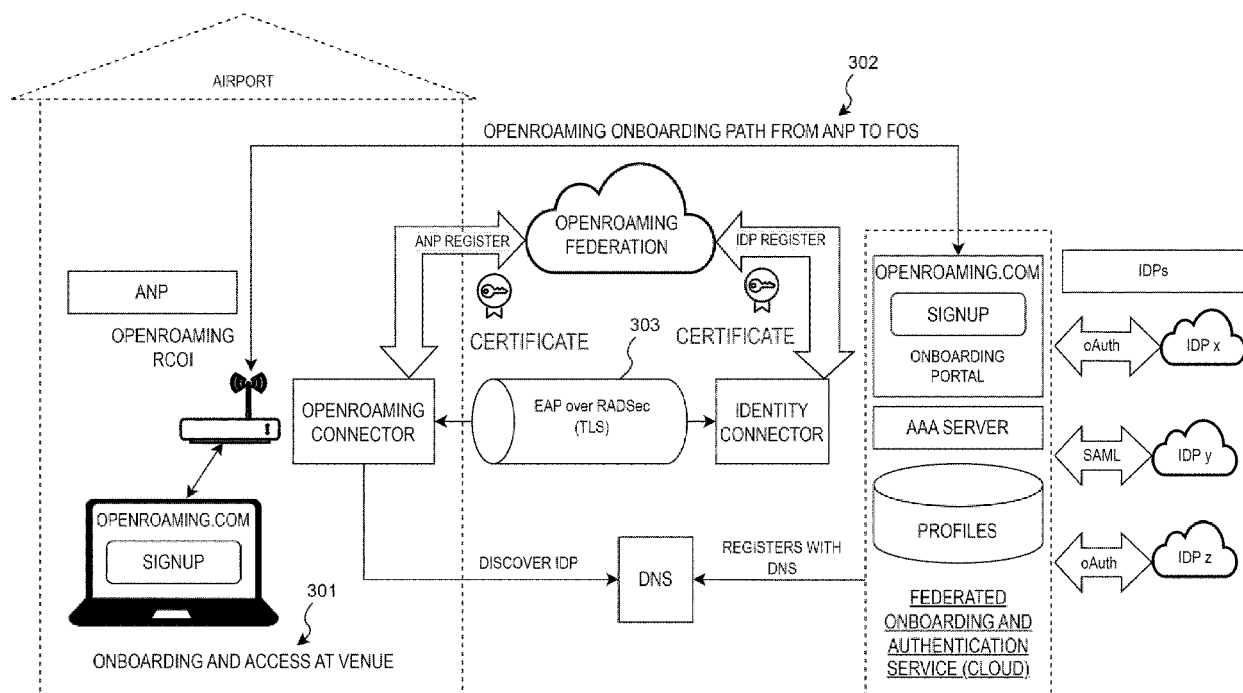 302
AIRPORT
OPENROAMING ONBOARDING PATH FROM ANP TO FOS
OPENROAMING
FEDERATION
ANP REGISTER
IDP REGISTER
CERTIFICATE
CERTIFICATE
ANP
OPENROAMING
RCOI
303
OPENROAMING
CONNECTOR
EAP over RADSec
(TLS)
IDENTITY
CONNECTOR
OPENROAMING.COM
SIGNUP
ONBOARDING
PORTAL
AAA SERVER
PROFILES
IDPs
oAuth
IDP x
SAML
IDP y
oAuth
IDP z
OPENROAMING.COM
SIGNUP
301
ONBOARDING AND ACCESS AT VENUE
DISCOVER IDP
DNS
REGISTERS WITH
DNS
FEDERATED
ONBOARDING AND
AUTHENTICATION
SERVICE (CLOUD)